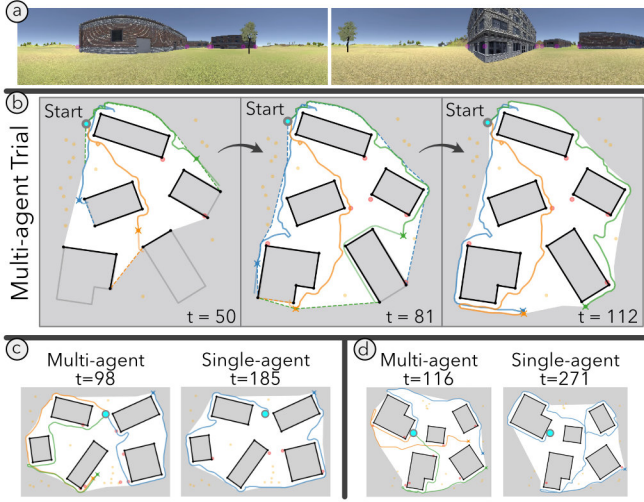 a
b
Multi-agent Trial
Start
Start
Start
t = 50
t = 81
t = 112
c
Multi-agent
t=98
Single-agent
t=185
d
Multi-agent
t=116
Single-agent
t=271